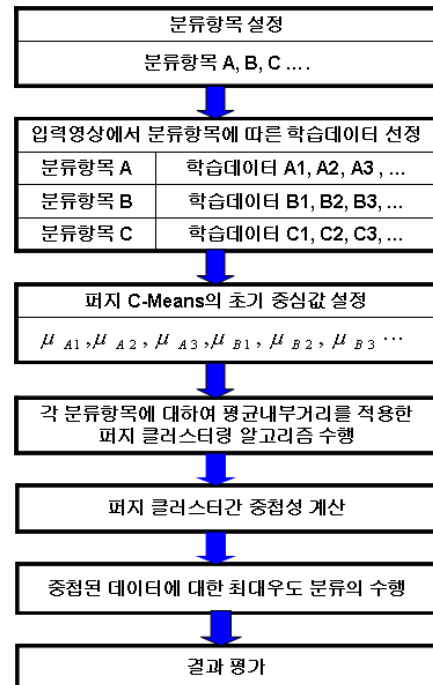 분류항목 설정
분류항목 A, B, C ....
입력영상에서 분류항목에 따른 학습데이터 선정
분류항목 A 학습데이터 A1, A2, A3 , ...
분류항목 B 학습데이터 B1, B2, B3, ...
분류항목 C 학습데이터 C1, C2, C3, ...
퍼지 C-Means의 초기 중심값 설정
μ A1 ,μ A2 , μ A3 ,μ B1 , μ B2 , μ B3 ⋯
각 분류항목에 대하여 평균내부거리를 적용한
퍼지 클러스터링 알고리즘 수행
퍼지 클러스터간 중첩성 계산
중첩된 데이터에 대한 최대우도 분류의 수행
결과 평가